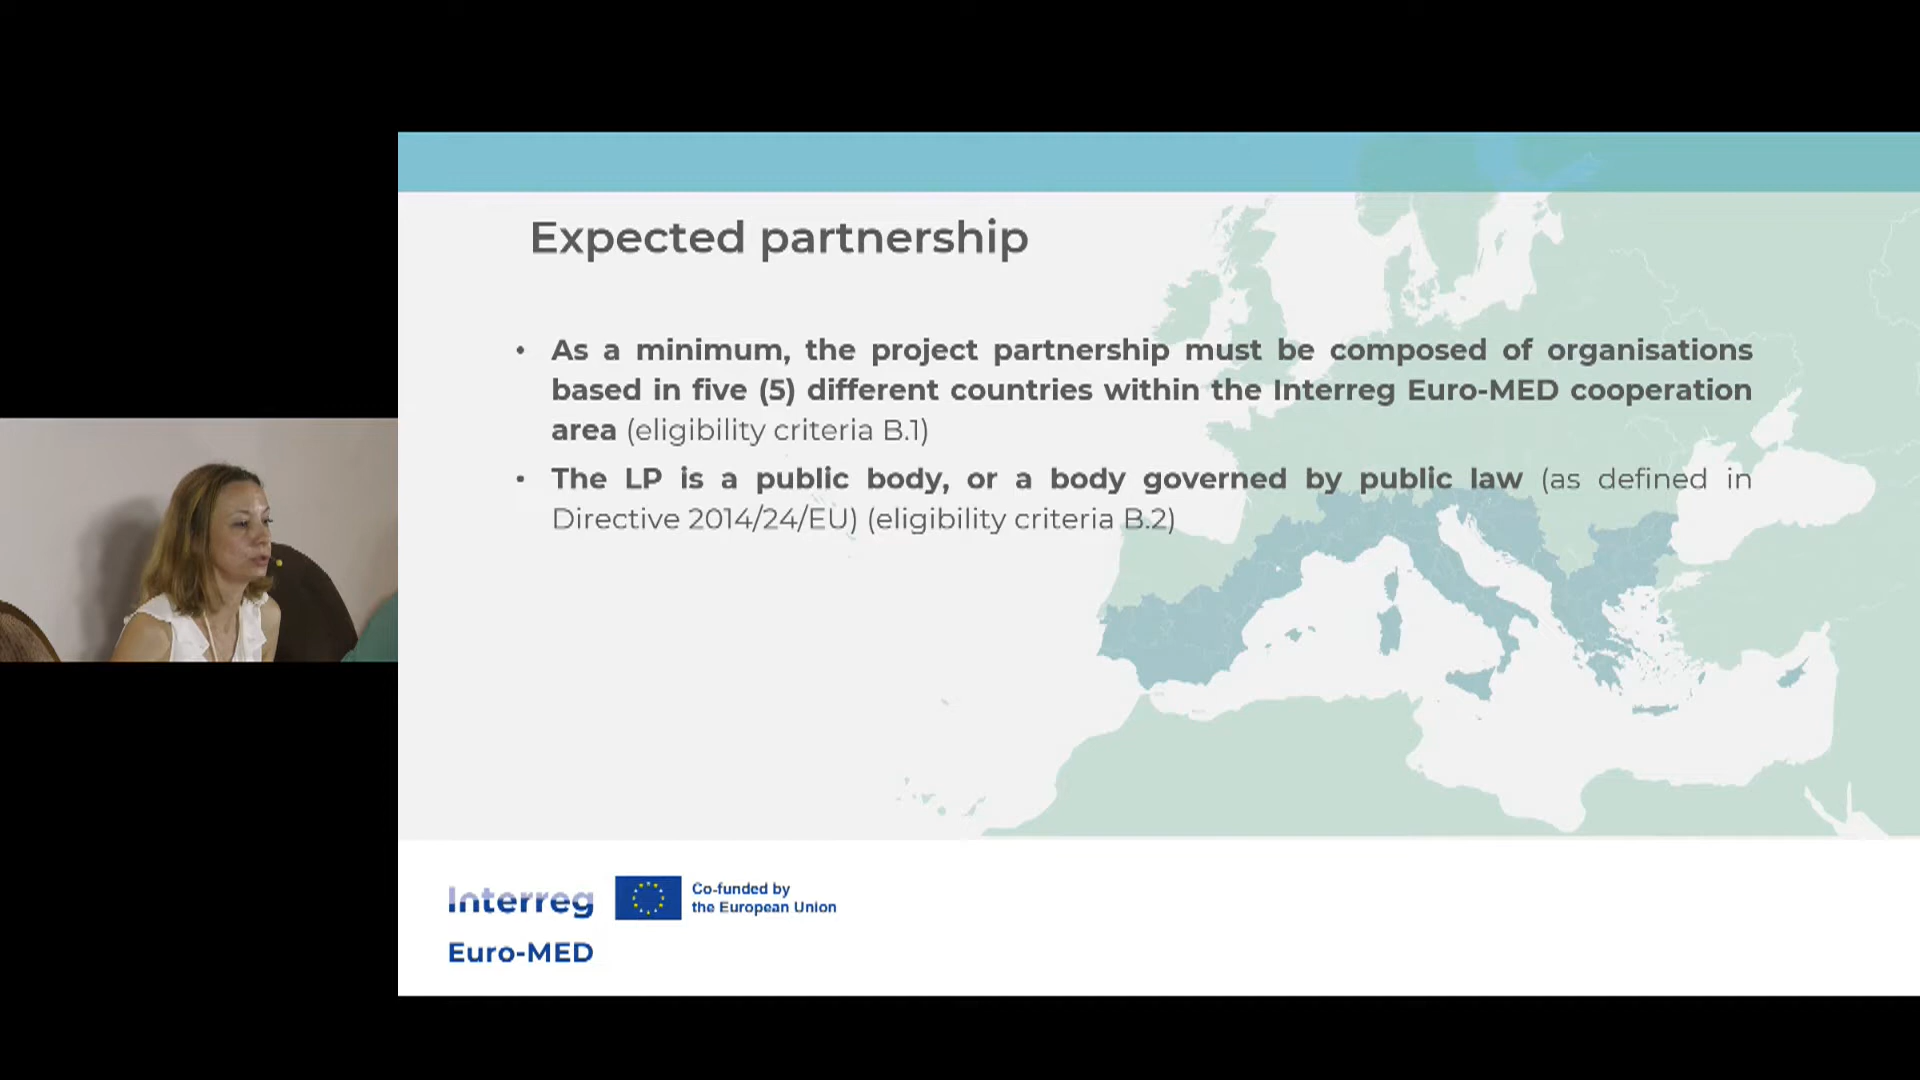 Expected partnership
• As a minimum, the project partnership must be composed of organisations
based in five (5) different countries within the Interreg Euro-MED cooperation
area (eligibility criteria B.1)
• The LP is a public body, or a body governed by public law (as defined in
Directive 2014/24/EU) (eligibility criteria B.2)
Interreg
Co-funded by
the European Union
Euro-MED